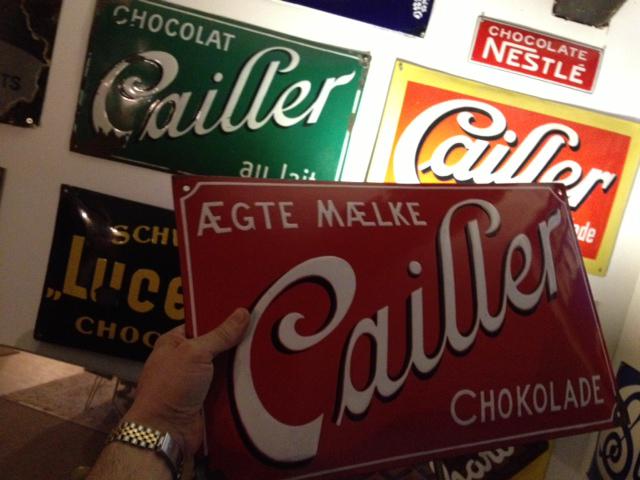 CHOCOLAT
Cailler
au lait
CHOCOLATE
NESTLÉ
Cailler
ÆGTE MÆLKE
Cailler
CHOKOLADE